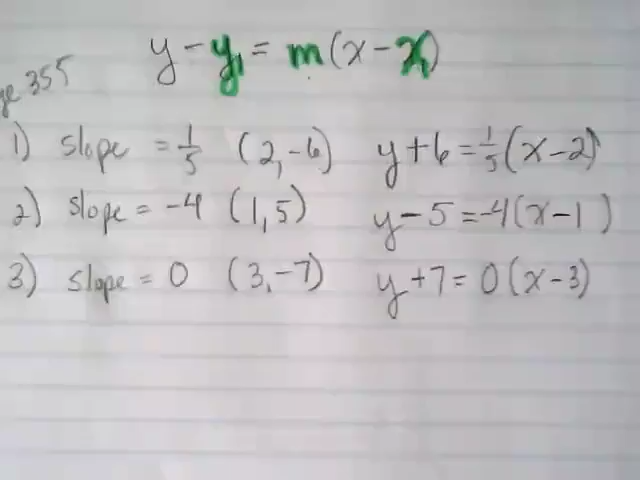 y - y₁ = m(x - x₁)
ge 355
1) slope = 1/5 (2, -6) y + 6 = 1/5(x - 2)
2) slope = -4 (1, 5) y - 5 = -4(x - 1)
3) slope = 0 (3, -7) y + 7 = 0(x - 3)